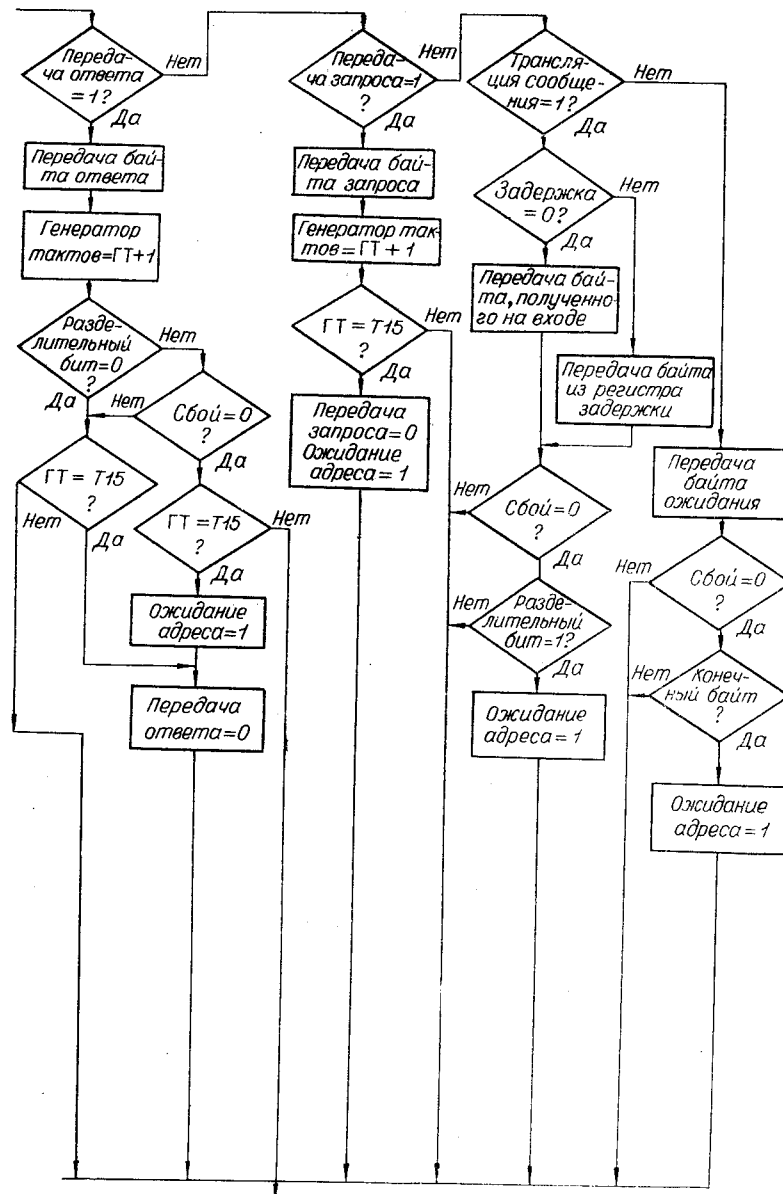 Переда-
ча ответа
= 1?
Нет
Да
Передача бай-
та ответа
Генератор
тактов=ГТ+1
Разде-
лительный
бит=0
?
Нет
Да
Сбой=0
?
Нет
Да
ГТ = Т15
?
Нет
Да
ГТ = Т15
?
Нет
Да
Ожидание
адреса=1
Передача
ответа=0
Переда-
ча запроса=1
?
Нет
Да
Передача бай-
та запроса
Генератор так-
тов=ГТ + 1
ГТ = Т15
?
Нет
Да
Передача
запроса=0
Ожидание
адреса=1
Трансля-
ция сообще-
ния=1?
Нет
Да
Задержка
=0?
Нет
Да
Передача бай-
та, полученно-
го на входе
Передача байта
из регистра
задержки
Сбой=0
?
Нет
Да
Разде-
лительный
бит=1?
Нет
Да
Ожидание
адреса=1
Передача
байта
ожидания
Сбой=0
?
Нет
Да
Конеч-
ный байт
?
Нет
Да
Ожидание
адреса=1